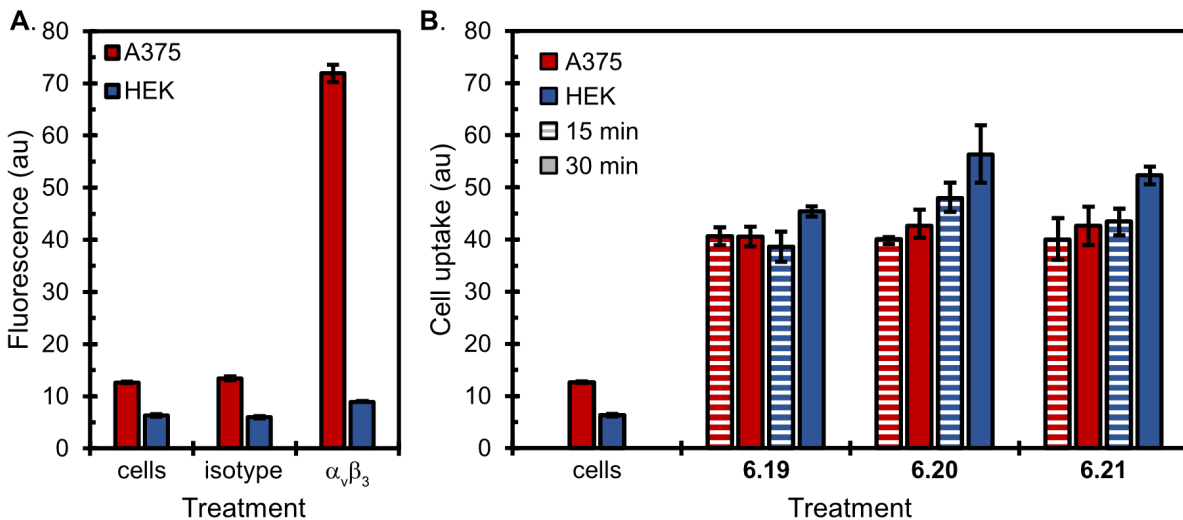 A.
Fluorescence (au)
80
70
60
50
40
30
20
10
0
A375
HEK
cells isotype αvβ3
Treatment
B.
Cell uptake (au)
80
70
60
50
40
30
20
10
0
A375
HEK
15 min
30 min
cells 6.19 6.20 6.21
Treatment